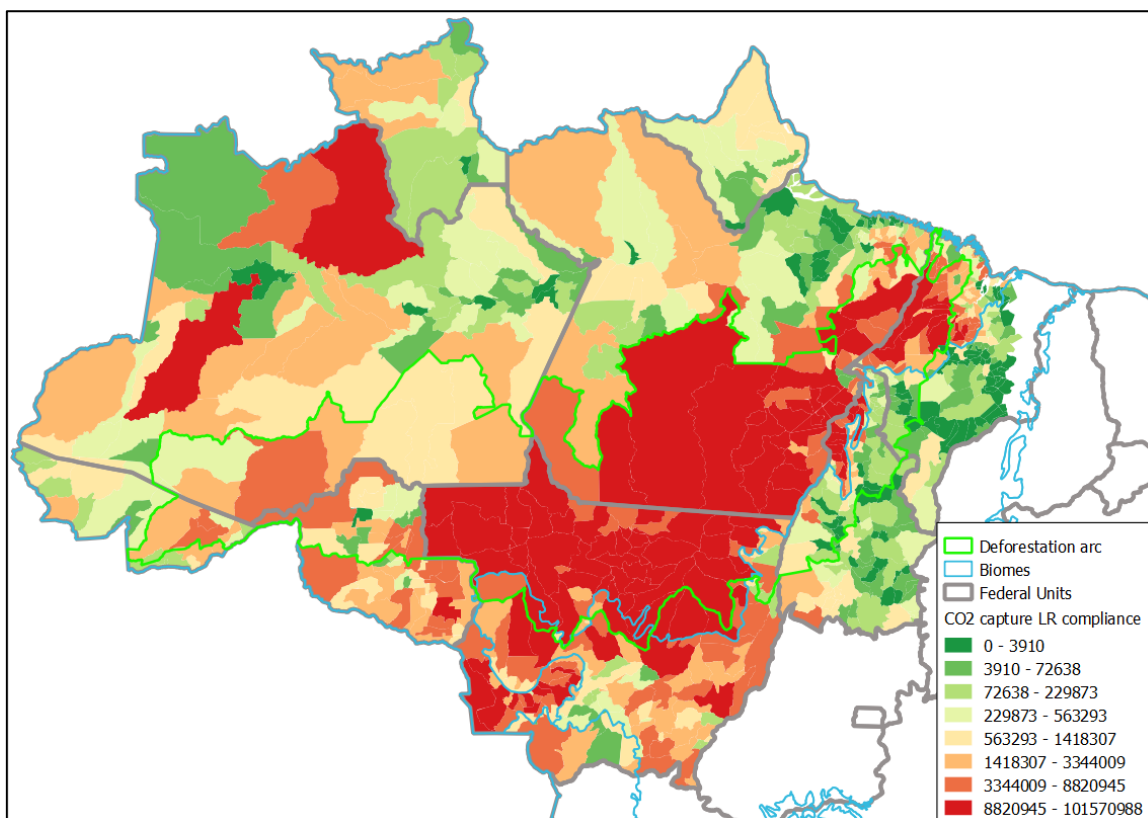 Deforestation arc
Biomes
Federal Units
CO2 capture LR compliance
0 - 3910
3910 - 72638
72638 - 229873
229873 - 563293
563293 - 1418307
1418307 - 3344009
3344009 - 8820945
8820945 - 101570988